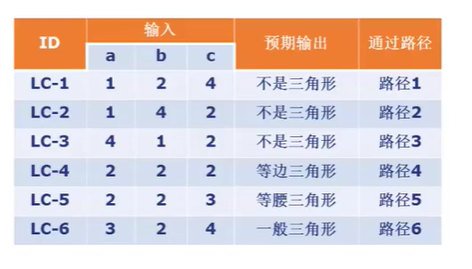 ID 输入 预期输出 通过路径
a b c
LC-1 1 2 4 不是三角形 路径1
LC-2 1 4 2 不是三角形 路径2
LC-3 4 1 2 不是三角形 路径3
LC-4 2 2 2 等边三角形 路径4
LC-5 2 2 3 等腰三角形 路径5
LC-6 3 2 4 一般三角形 路径6